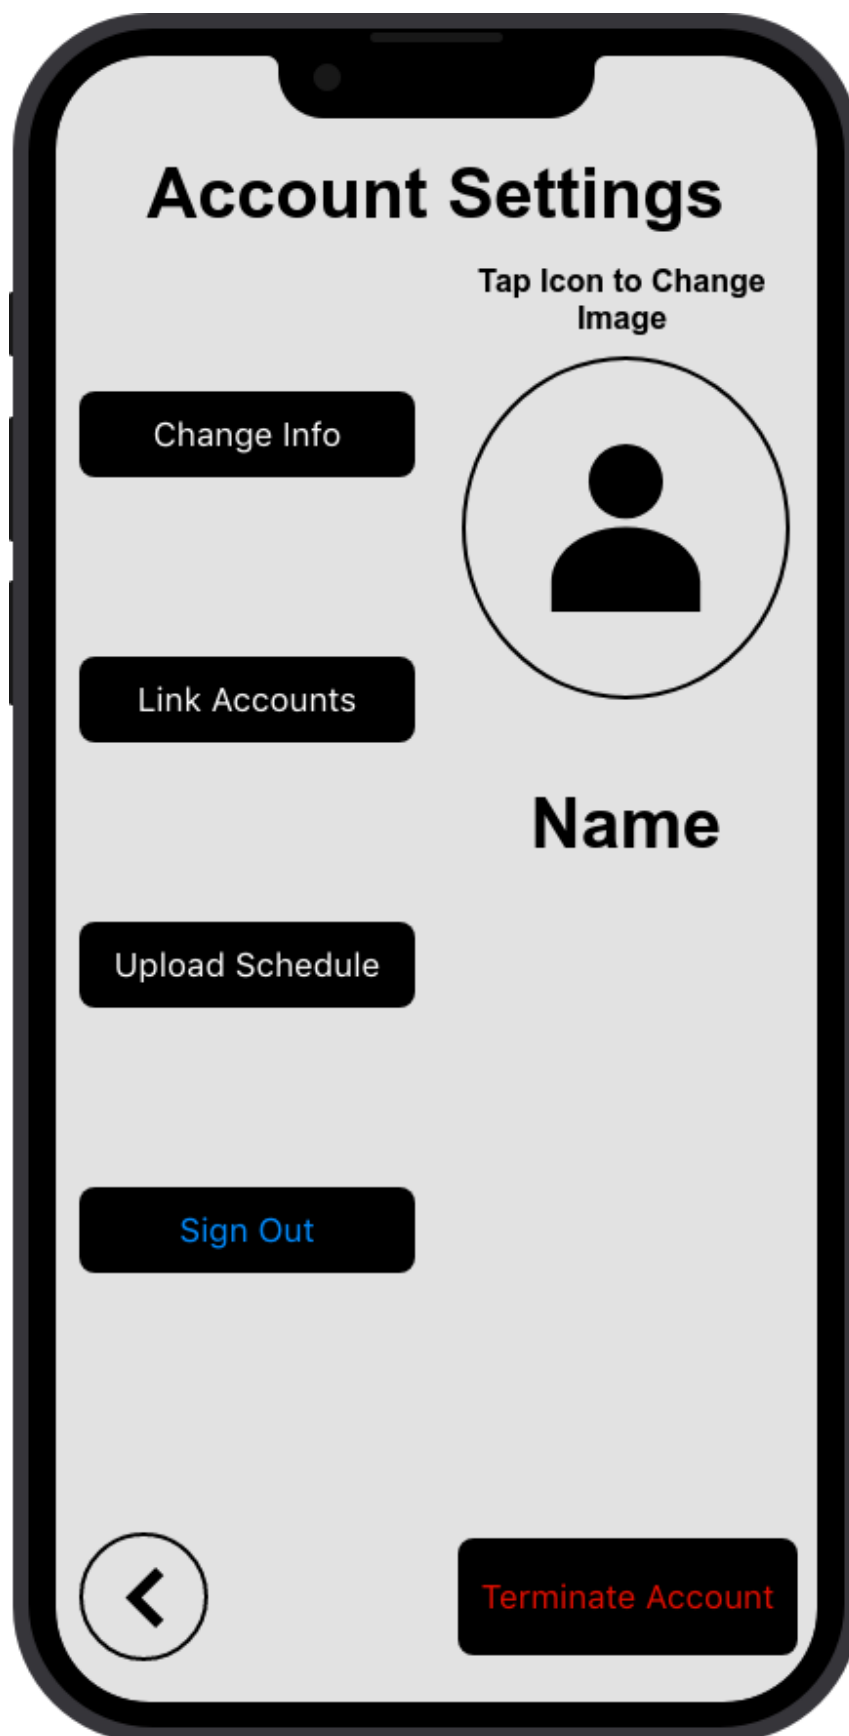 Account Settings
Tap Icon to Change
Image
Change Info
Link Accounts
Name
Upload Schedule
Sign Out
Terminate Account